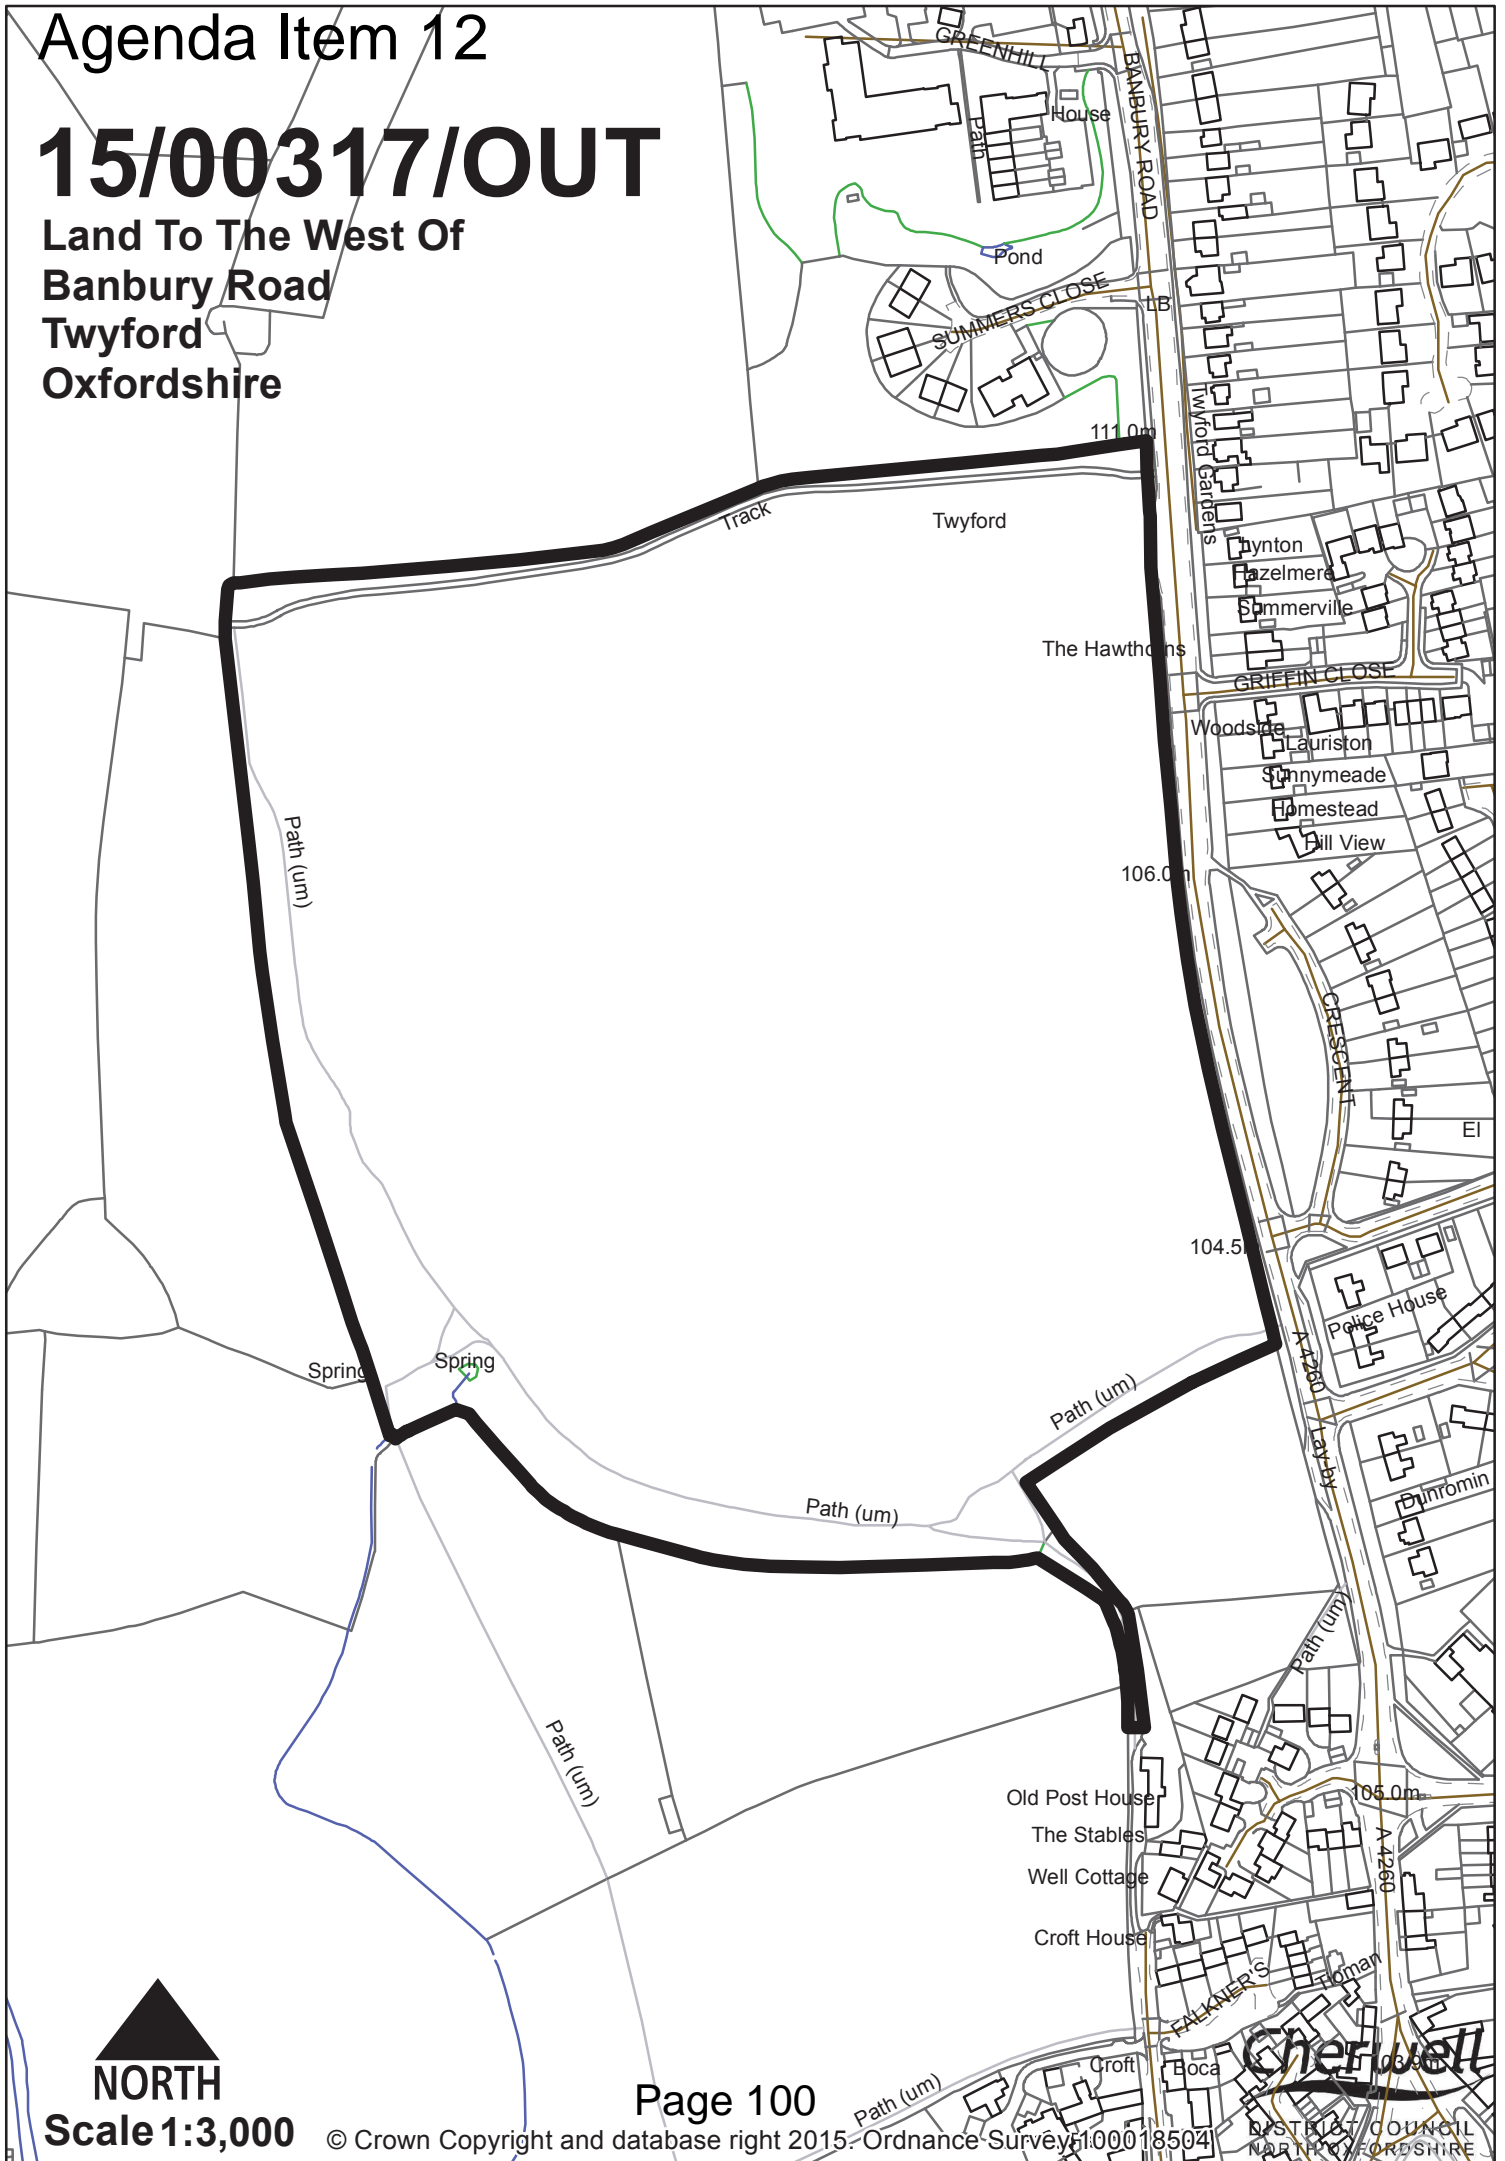 Agenda Item 12
15/00317/OUT
Land To The West Of
Banbury Road
Twyford
Oxfordshire
GREENHILL
House
Path
BANBURY ROAD
Pond
SUMMERS CLOSE
LB
111.0m
Twyford Gardens
Track
Twyford
Lynton
Hazelmere
Summerville
The Hawthorns
GRIFFIN CLOSE
Woodside
Lauriston
Sunnymeade
Homestead
Hill View
Path (um)
106.0m
CRESCENT
El
104.5m
Police House
A 4260
Spring
Spring
Path (um)
Lay-by
Dunromin
Path (um)
Path (um)
Path (um)
Old Post House
105.0m
The Stables
A 4260
Well Cottage
Croft House
Tloman
FALKNER'S
Cherwell
103.9m
Croft
Boca
DISTRICT COUNCIL
NORTH OXFORDSHIRE
Path (um)
NORTH
Scale 1:3,000
Page 100
© Crown Copyright and database right 2015. Ordnance Survey 100018504